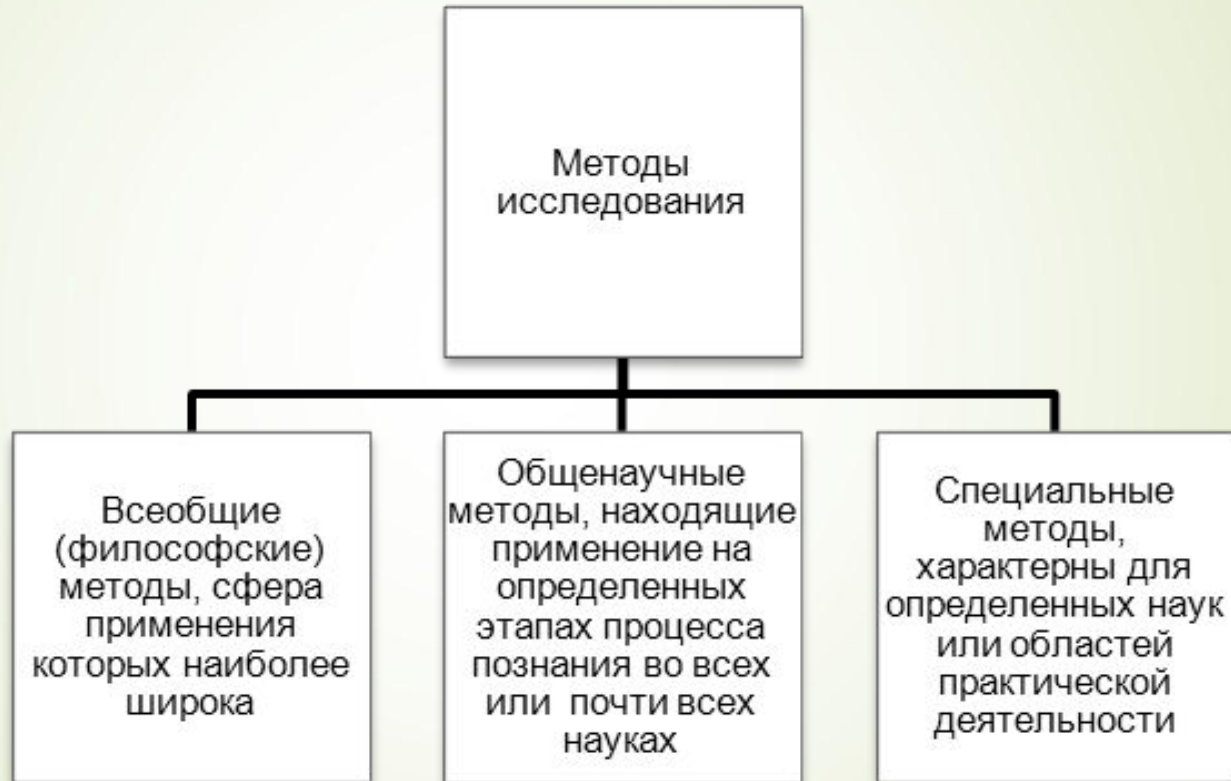 Методы
исследования
Всеобщие
(философские)
методы, сфера
применения
которых наиболее
широка
Общенаучные
методы, находящие
применение на
определенных
этапах процесса
познания во всех
или почти всех
науках
Специальные
методы,
характерны для
определенных наук
или областей
практической
деятельности